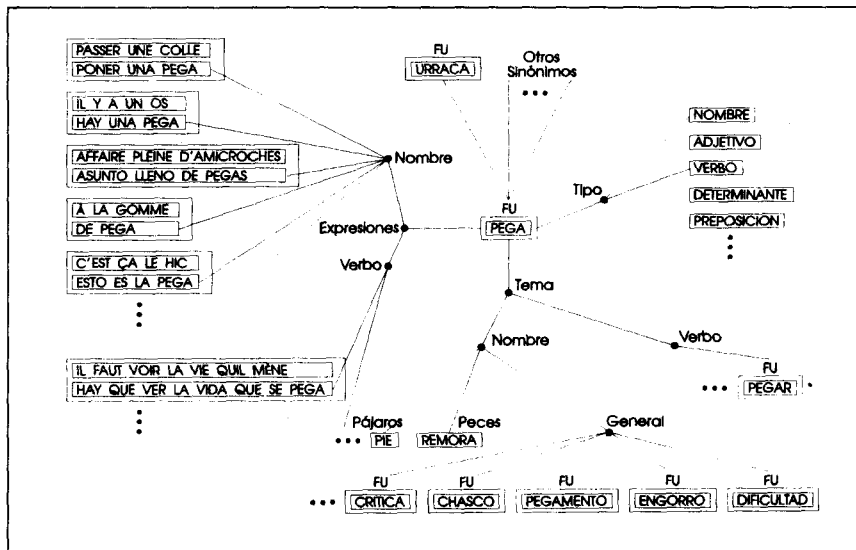 PASSER UNE COLLE
PONER UNA PEGA
IL Y A UN OS
HAY UNA PEGA
AFFAIRE PLEINE D'AMICROCHES
ASUNTO LLENO DE PEGAS
A LA GOMME
DE PEGA
C'EST ÇA LE HIC
ESTO ES LA PEGA
IL FAUT VOIR LA VIE QUIL MÈNE
HAY QUE VER LA VIDA QUE SE PEGA
Nombre
Expresiones
Verbo
FU
URRACA
Otros
Sinónimos
FU
PEGA
Tipo
NOMBRE
ADJETIVO
VERBO
DETERMINANTE
PREPOSICION
Tema
Nombre
Verbo
FU
PEGAR
Pájaros
PIE
Peces
REMORA
General
FU
CRITICA
FU
CHASCO
FU
PEGAMENTO
FU
ENGORRO
FU
DIFICULTAD